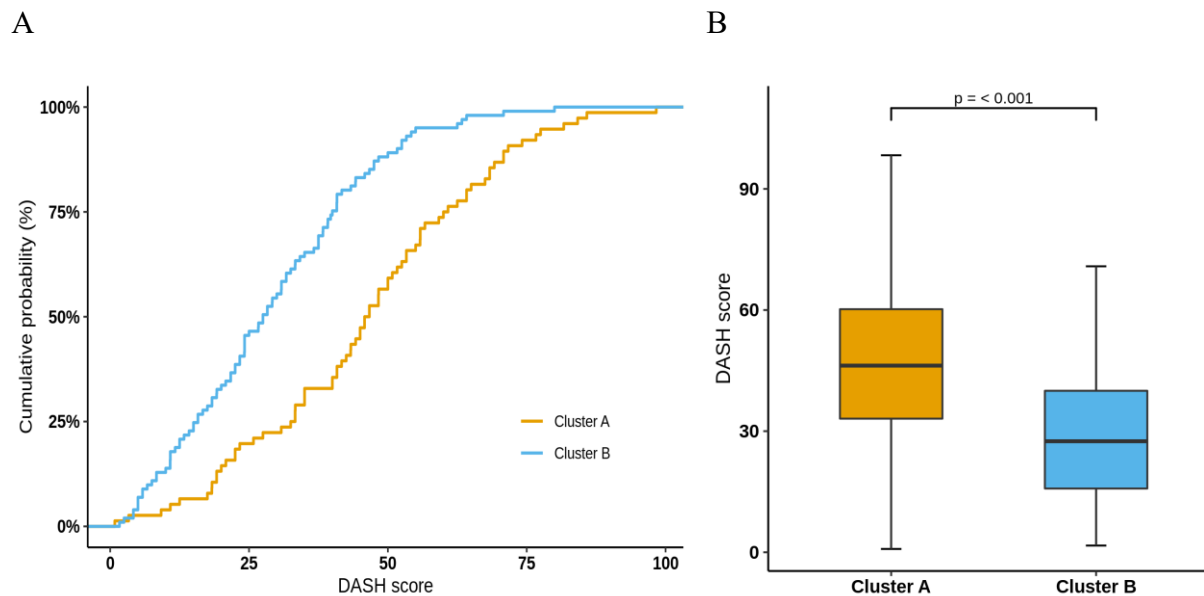 A
B
100%
75%
50%
25%
0%
Cumulative probability (%)
0
25
50
75
100
DASH score
Cluster A
Cluster B
p = < 0.001
90
60
30
0
DASH score
Cluster A
Cluster B